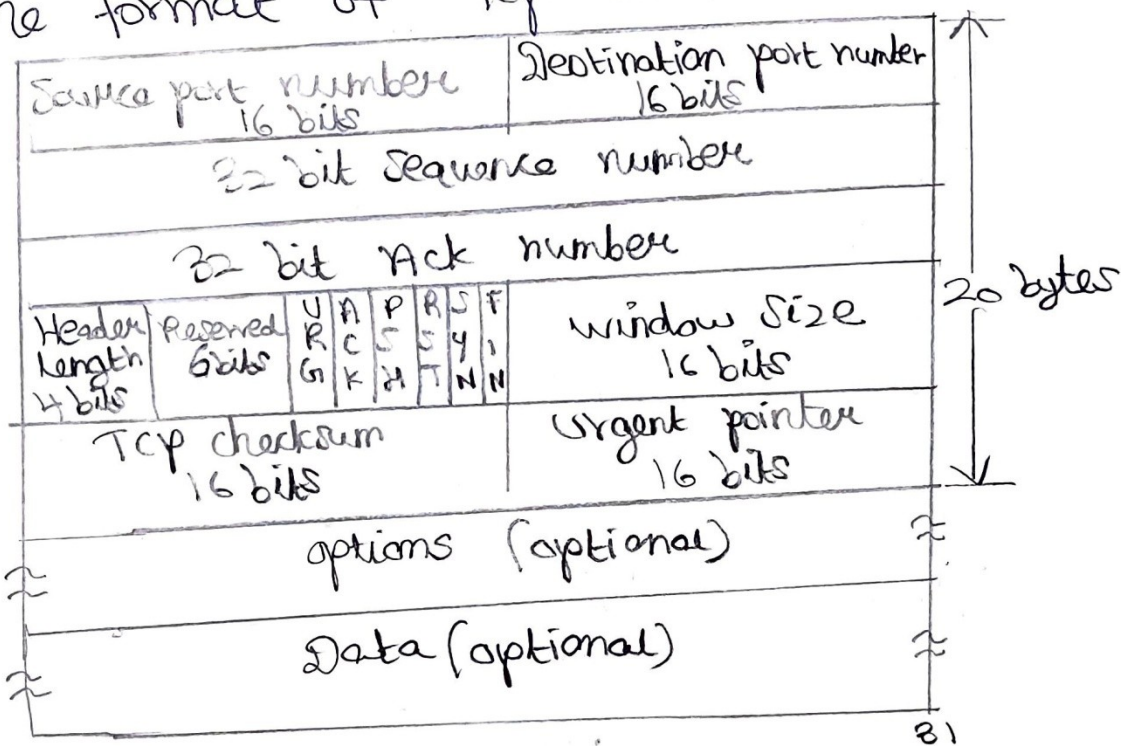 format of
Source port number
16 bits
Destination port number
16 bits
32 bit Sequence number
32 bit Ack number
Header Length 4 bits
Reserved 6 bits
URG
ACK
PSH
RST
SYN
FIN
window Size
16 bits
TCP checksum
16 bits
Urgent pointer
16 bits
20 bytes
options (optional)
Data (optional)
31